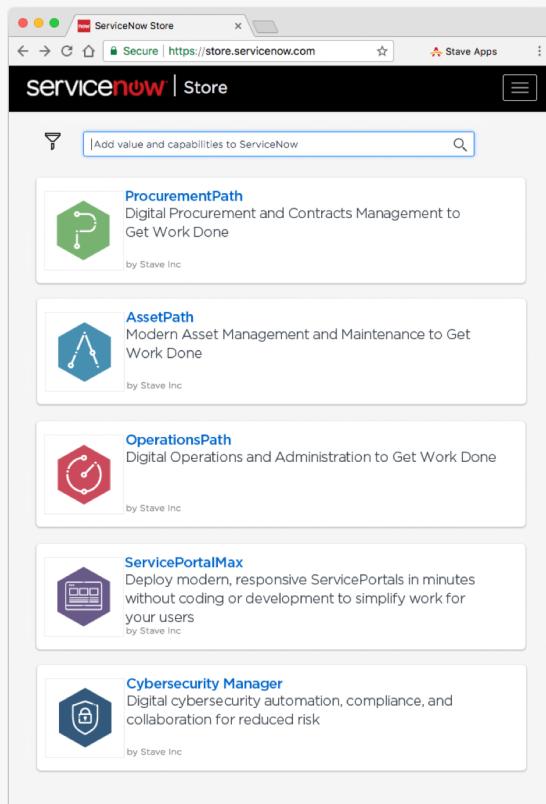 now ServiceNow Store
Secure https://store.servicenow.com Stave Apps
servicenow Store
Add value and capabilities to ServiceNow
ProcurementPath
Digital Procurement and Contracts Management to
Get Work Done
by Stave Inc
AssetPath
Modern Asset Management and Maintenance to Get
Work Done
by Stave Inc
OperationsPath
Digital Operations and Administration to Get Work Done
by Stave Inc
ServicePortalMax
Deploy modern, responsive ServicePortals in minutes
without coding or development to simplify work for
your users
by Stave Inc
Cybersecurity Manager
Digital cybersecurity automation, compliance, and
collaboration for reduced risk
by Stave Inc